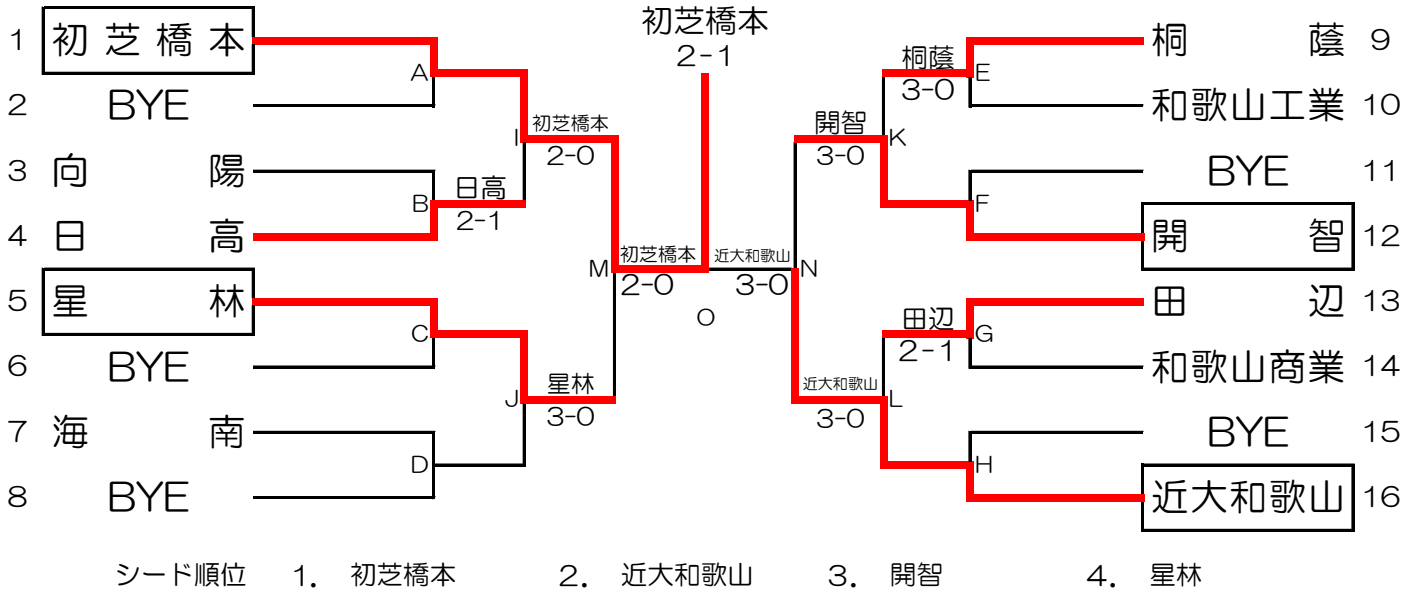 初芝橋本
2-1
1 初芝橋本
2 BYE
3 向陽
4 日高
5 星林
6 BYE
7 海南
8 BYE
A
B
C
D
I
J
日高
2-1
初芝橋本
2-0
星林
3-0
M
初芝橋本
2-0
O
近大和歌山
3-0
N
開智
3-0
K
近大和歌山
3-0
L
桐蔭
3-0
田辺
2-1
E
F
G
H
桐蔭 9
和歌山工業 10
BYE 11
開智 12
田辺 13
和歌山商業 14
BYE 15
近大和歌山 16
シード順位 1. 初芝橋本 2. 近大和歌山 3. 開智 4. 星林